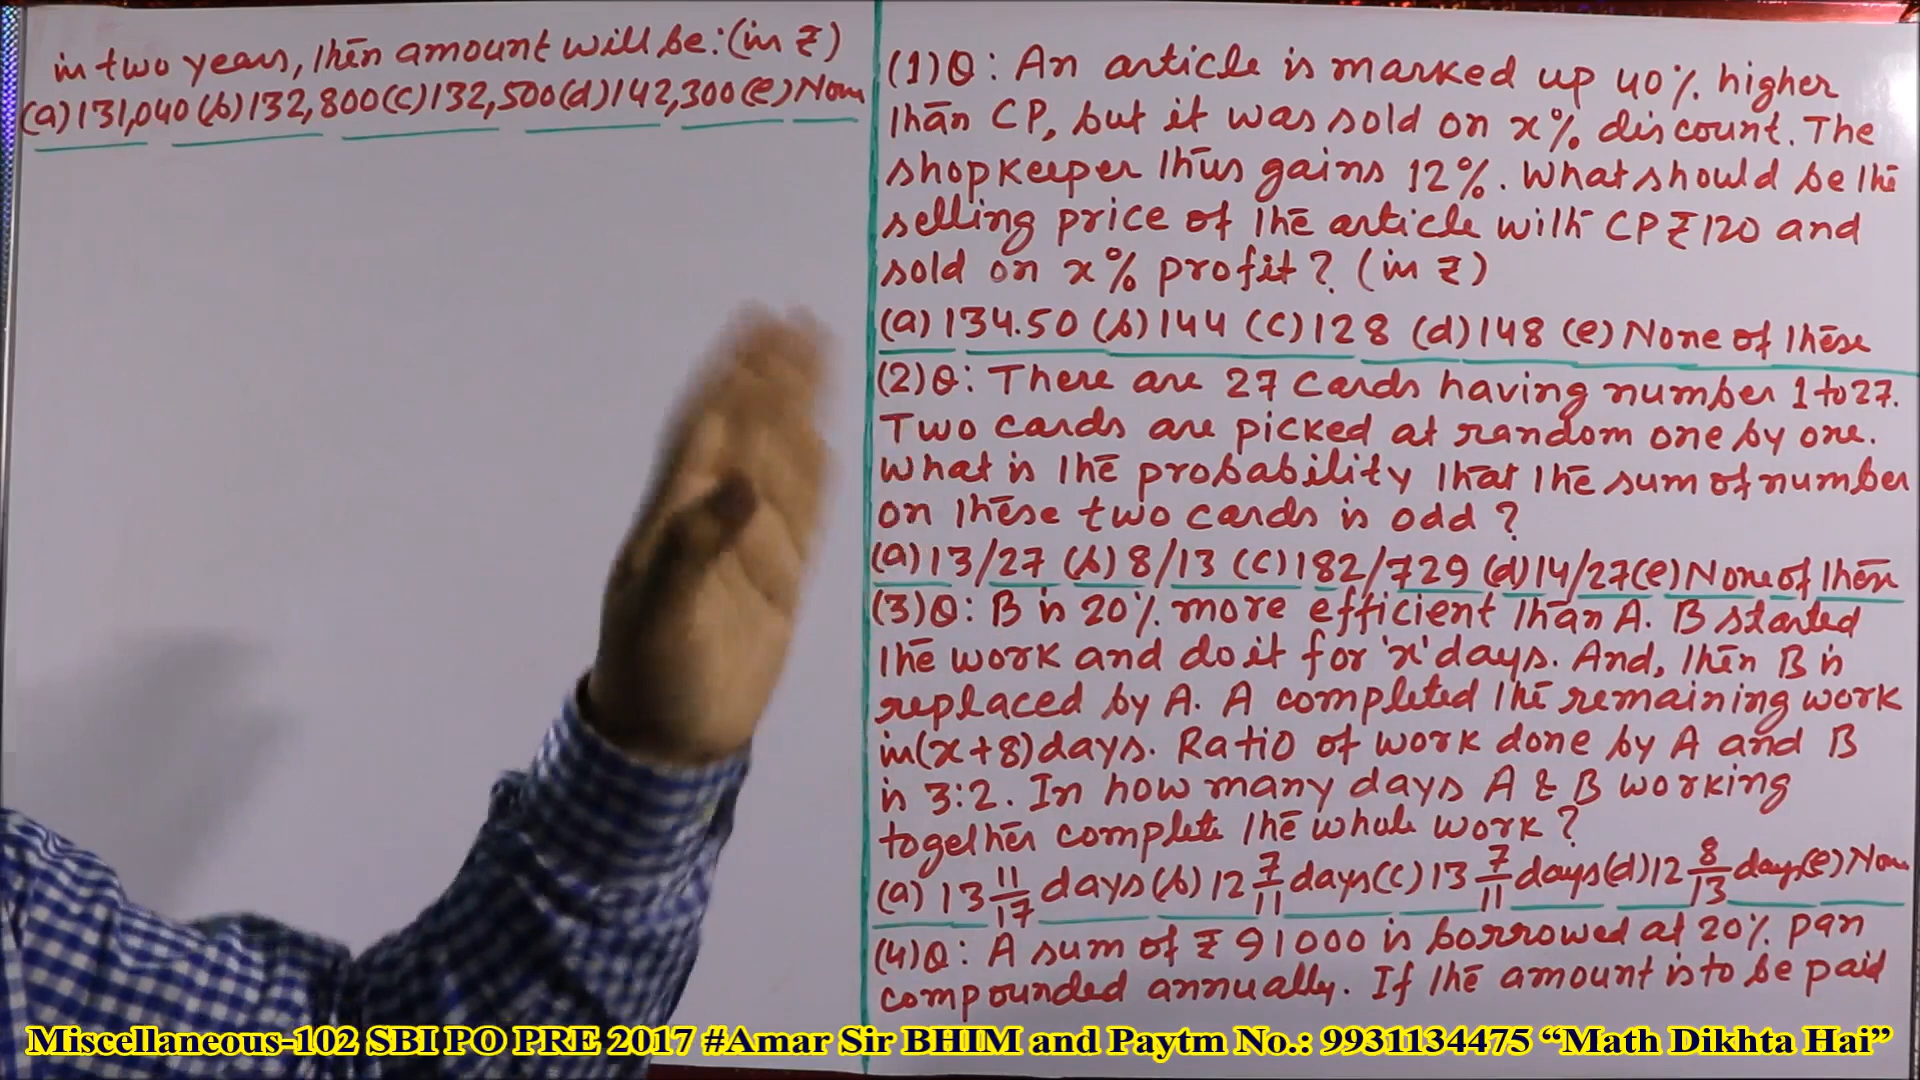 in two years, then amount will be: (in ₹)
(a) 131,040 (b) 132,800 (c) 132,500 (d) 142,300 (e) None
(1) Q: An article is marked up 40% higher
than CP, but it was sold on x% discount. The
shopkeeper thus gains 12%. What should be the
selling price of the article with CP ₹ 120 and
sold on x% profit? (in ₹)
(a) 134.50 (b) 144 (c) 128 (d) 148 (e) None of these
(2) Q: There are 27 cards having number 1 to 27.
Two cards are picked at random one by one.
What is the probability that the sum of number
on these two cards is odd?
(a) 13/27 (b) 8/13 (c) 182/729 (d) 14/27 (e) None of these
(3) Q: B is 20% more efficient than A. B started
the work and do it for 'x' days. And, then B is
replaced by A. A completed the remaining work
in (x+8) days. Ratio of work done by A and B
is 3:2. In how many days A & B working
together complete the whole work?
(a) 13 11/17 days (b) 12 7/11 days (c) 13 7/11 days (d) 12 8/13 days (e) None
(4) Q: A sum of ₹ 91000 is borrowed at 20% pan
compounded annually. If the amount is to be paid
Miscellaneous-102 SBI PO PRE 2017 #Amar Sir BHIM and Paytm No.: 9931134475 “Math Dikhta Hai”